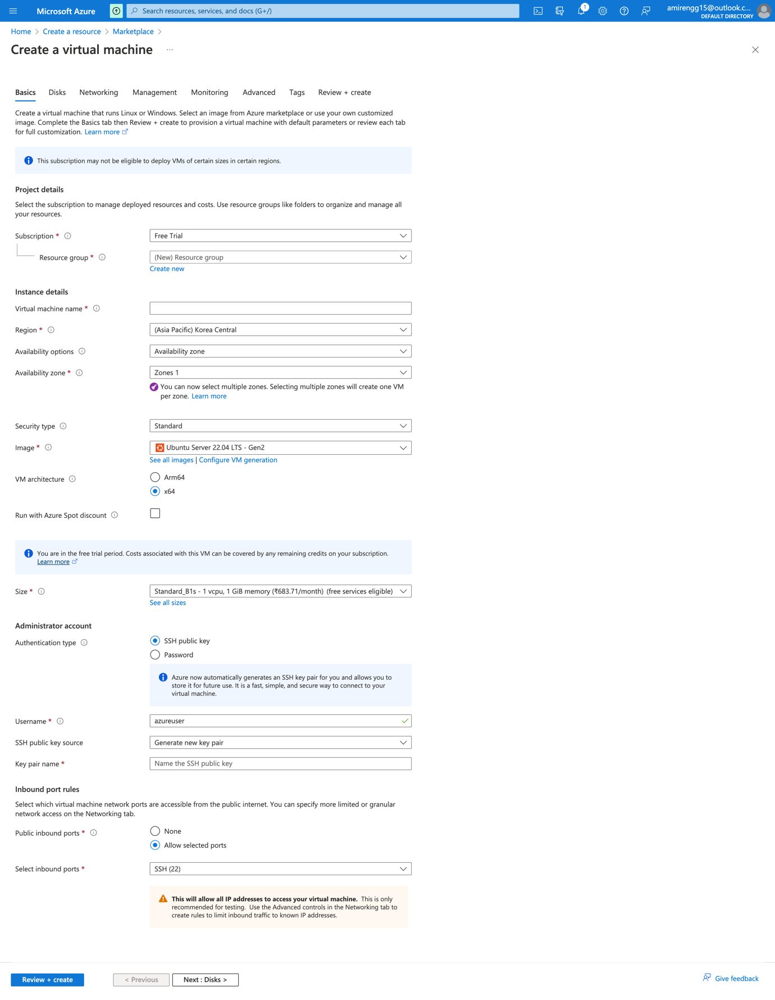 Microsoft Azure
Search resources, services, and docs (G+/)
1
amirengg15@outlook.c...
DEFAULT DIRECTORY
Home > Create a resource > Marketplace >
Create a virtual machine ...
Basics Disks Networking Management Monitoring Advanced Tags Review + create
Create a virtual machine that runs Linux or Windows. Select an image from Azure marketplace or use your own customized
image. Complete the Basics tab then Review + create to provision a virtual machine with default parameters or review each tab
for full customization. Learn more
This subscription may not be eligible to deploy VMs of certain sizes in certain regions.
Project details
Select the subscription to manage deployed resources and costs. Use resource groups like folders to organize and manage all
your resources.
Subscription *
Free Trial
Resource group *
(New) Resource group
Create new
Instance details
Virtual machine name *
Region *
(Asia Pacific) Korea Central
Availability options
Availability zone
Availability zone *
Zones 1
You can now select multiple zones. Selecting multiple zones will create one VM
per zone. Learn more
Security type
Standard
Image *
Ubuntu Server 22.04 LTS - Gen2
See all images | Configure VM generation
VM architecture
Arm64
x64
Run with Azure Spot discount
You are in the free trial period. Costs associated with this VM can be covered by any remaining credits on your subscription.
Learn more
Size *
Standard_B1s - 1 vcpu, 1 GiB memory (₹683.71/month) (free services eligible)
See all sizes
Administrator account
Authentication type
SSH public key
Password
Azure now automatically generates an SSH key pair for you and allows you to
store it for future use. It is a fast, simple, and secure way to connect to your
virtual machine.
Username *
azureuser
SSH public key source
Generate new key pair
Key pair name *
Name the SSH public key
Inbound port rules
Select which virtual machine network ports are accessible from the public internet. You can specify more limited or granular
network access on the Networking tab.
Public inbound ports *
None
Allow selected ports
Select inbound ports *
SSH (22)
This will allow all IP addresses to access your virtual machine. This is only
recommended for testing. Use the Advanced controls in the Networking tab to
create rules to limit inbound traffic to known IP addresses.
Review + create
< Previous
Next : Disks >
Give feedback